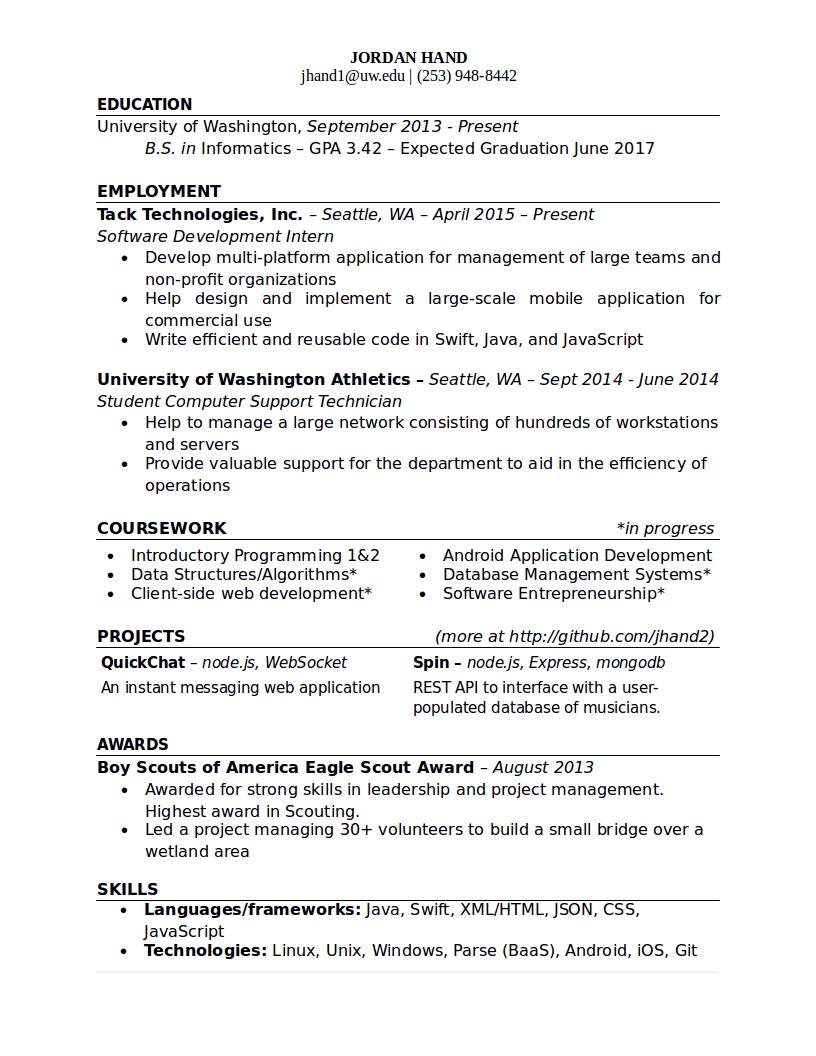 JORDAN HAND
jhand1@uw.edu | (253) 948-8442
EDUCATION
University of Washington, September 2013 - Present
B.S. in Informatics – GPA 3.42 – Expected Graduation June 2017
EMPLOYMENT
Tack Technologies, Inc. – Seattle, WA – April 2015 – Present
Software Development Intern
• Develop multi-platform application for management of large teams and
non-profit organizations
• Help design and implement a large-scale mobile application for
commercial use
• Write efficient and reusable code in Swift, Java, and JavaScript
University of Washington Athletics – Seattle, WA – Sept 2014 - June 2014
Student Computer Support Technician
• Help to manage a large network consisting of hundreds of workstations
and servers
• Provide valuable support for the department to aid in the efficiency of
operations
COURSEWORK *in progress
• Introductory Programming 1&2
• Data Structures/Algorithms*
• Client-side web development*
• Android Application Development
• Database Management Systems*
• Software Entrepreneurship*
PROJECTS (more at http://github.com/jhand2)
QuickChat – node.js, WebSocket
An instant messaging web application
Spin – node.js, Express, mongodb
REST API to interface with a user-
populated database of musicians.
AWARDS
Boy Scouts of America Eagle Scout Award – August 2013
• Awarded for strong skills in leadership and project management.
Highest award in Scouting.
• Led a project managing 30+ volunteers to build a small bridge over a
wetland area
SKILLS
• Languages/frameworks: Java, Swift, XML/HTML, JSON, CSS,
JavaScript
• Technologies: Linux, Unix, Windows, Parse (BaaS), Android, iOS, Git